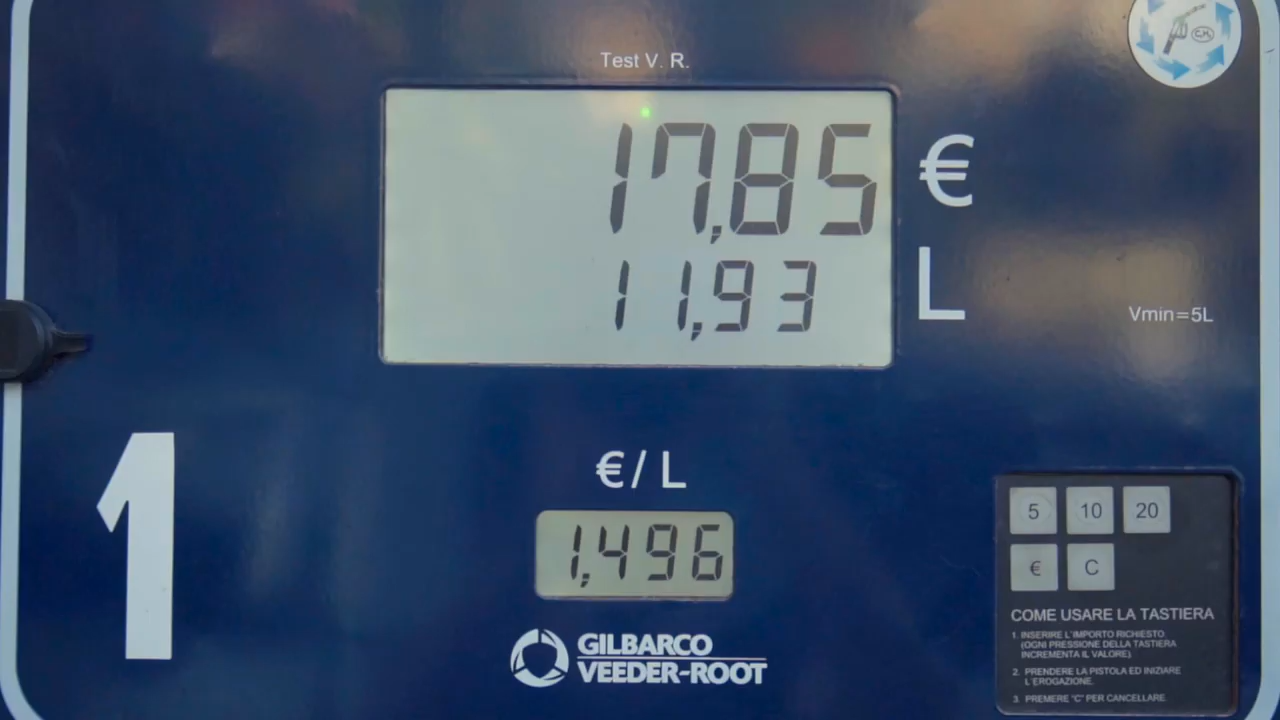 Test V. R.
C.M.
17,85 €
11,93 L
Vmin=5L
1
€/L
1,496
GILBARCO
VEEDER-ROOT
5 10 20
€ C
COME USARE LA TASTIERA
1. INSERIRE L'IMPORTO RICHIESTO
(OGNI PRESSIONE DELLA TASTIERA
INCREMENTA IL VALORE).
2. PRENDERE LA PISTOLA ED INIZIARE
L'EROGAZIONE.
3. PREMERE "C" PER CANCELLARE.